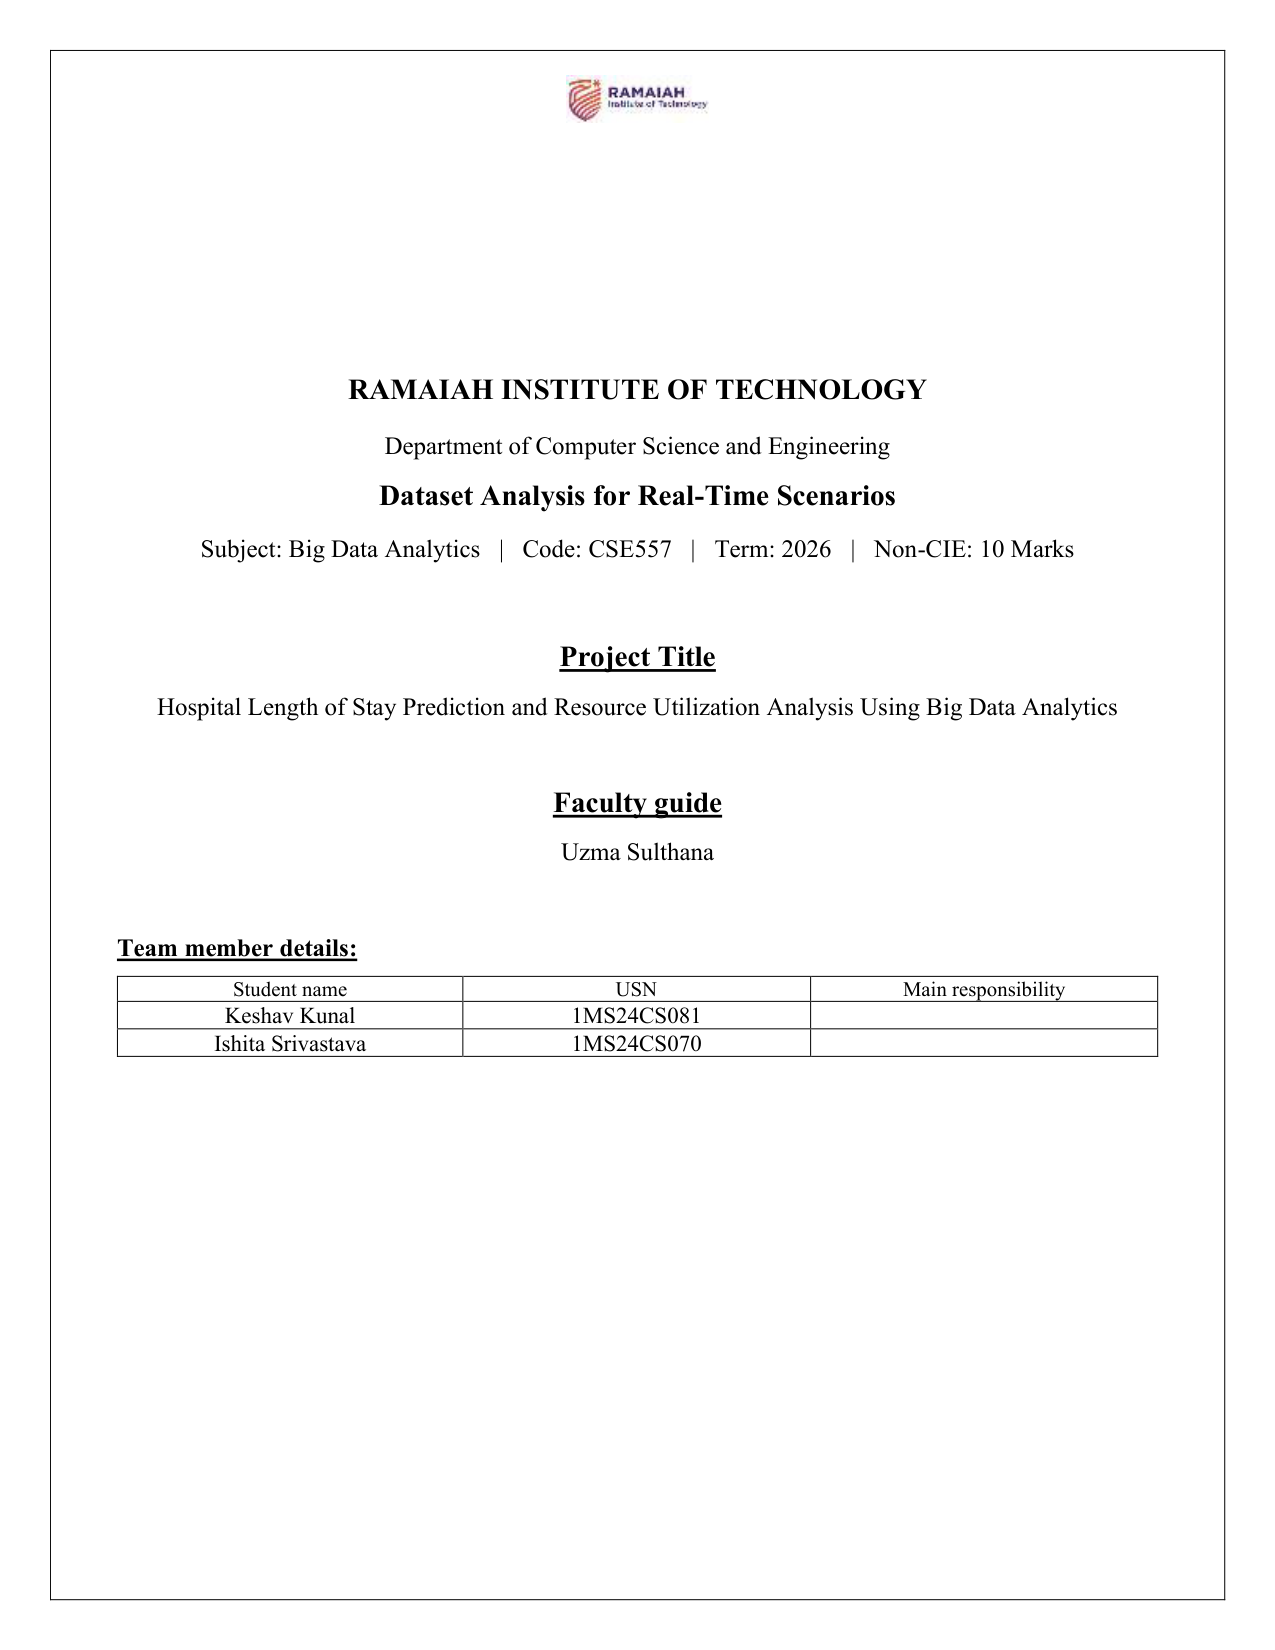 RAMAIAH
Institute of Technology
RAMAIAH INSTITUTE OF TECHNOLOGY
Department of Computer Science and Engineering
Dataset Analysis for Real-Time Scenarios
Subject: Big Data Analytics | Code: CSE557 | Term: 2026 | Non-CIE: 10 Marks
Project Title
Hospital Length of Stay Prediction and Resource Utilization Analysis Using Big Data Analytics
Faculty guide
Uzma Sulthana
Team member details:
Student name USN Main responsibility
Keshav Kunal 1MS24CS081
Ishita Srivastava 1MS24CS070